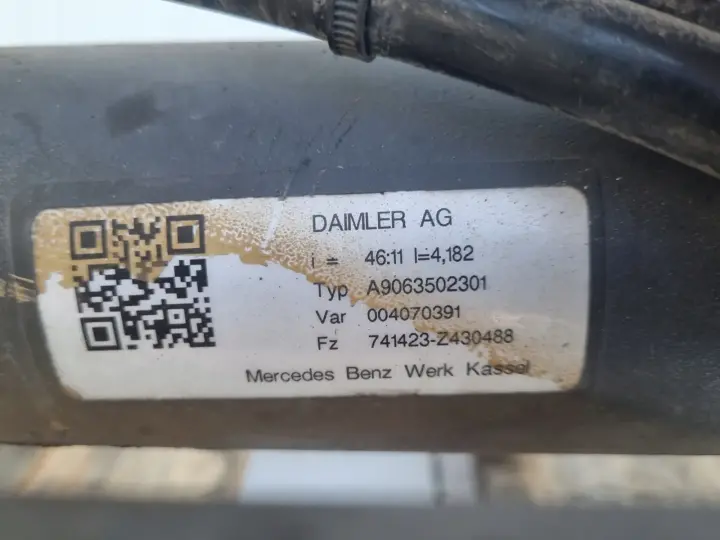 DAIMLER AG
i = 46:11 I=4,182
Typ A9063502301
Var 004070391
Fz 741423-Z430488
Mercedes Benz Werk Kassel